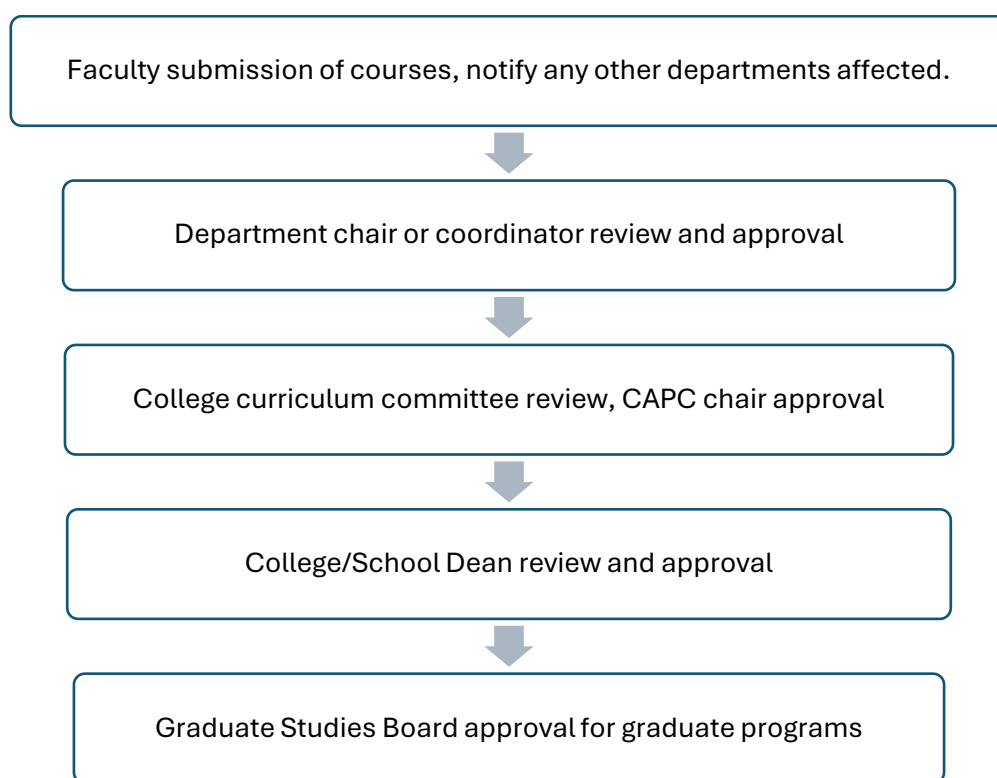 Faculty submission of courses, notify any other departments affected.
Department chair or coordinator review and approval
College curriculum committee review, CAPC chair approval
College/School Dean review and approval
Graduate Studies Board approval for graduate programs